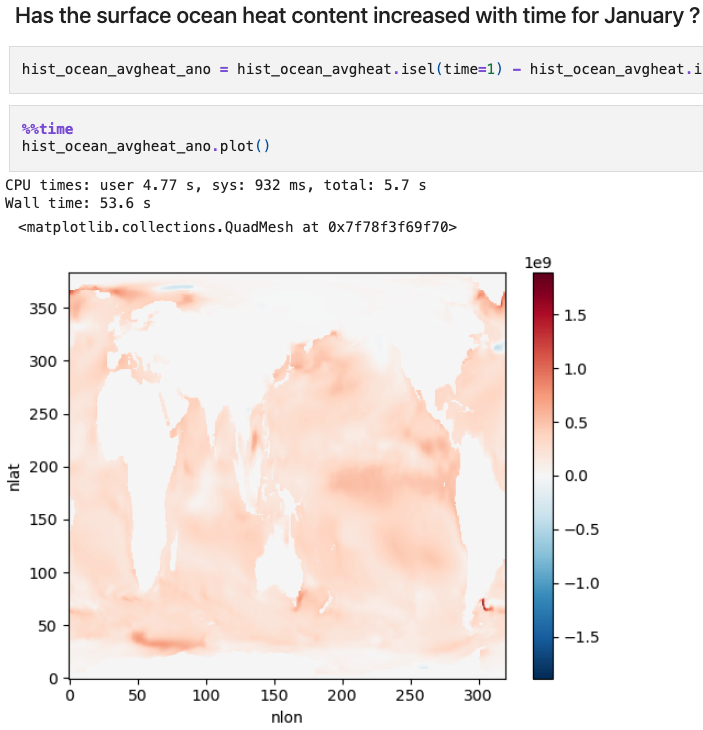 Has the surface ocean heat content increased with time for January ?
hist_ocean_avgheat_ano = hist_ocean_avgheat.isel(time=1) - hist_ocean_avgheat.i
%%time
hist_ocean_avgheat_ano.plot()
CPU times: user 4.77 s, sys: 932 ms, total: 5.7 s
Wall time: 53.6 s
<matplotlib.collections.QuadMesh at 0x7f78f3f69f70>
1e9
350
300
250
200
150
100
50
0
nlat
0 50 100 150 200 250 300
nlon
1.5
1.0
0.5
0.0
−0.5
−1.0
−1.5